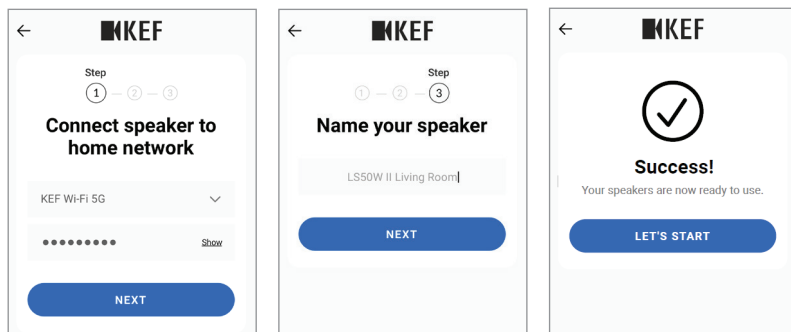 KEF
Step
1 2 3
Connect speaker to
home network
KEF Wi-Fi 5G
●●●●●●●●● Show
NEXT
KEF
Step
1 2 3
Name your speaker
LS50W II Living Room
NEXT
KEF
Success!
Your speakers are now ready to use.
LET'S START